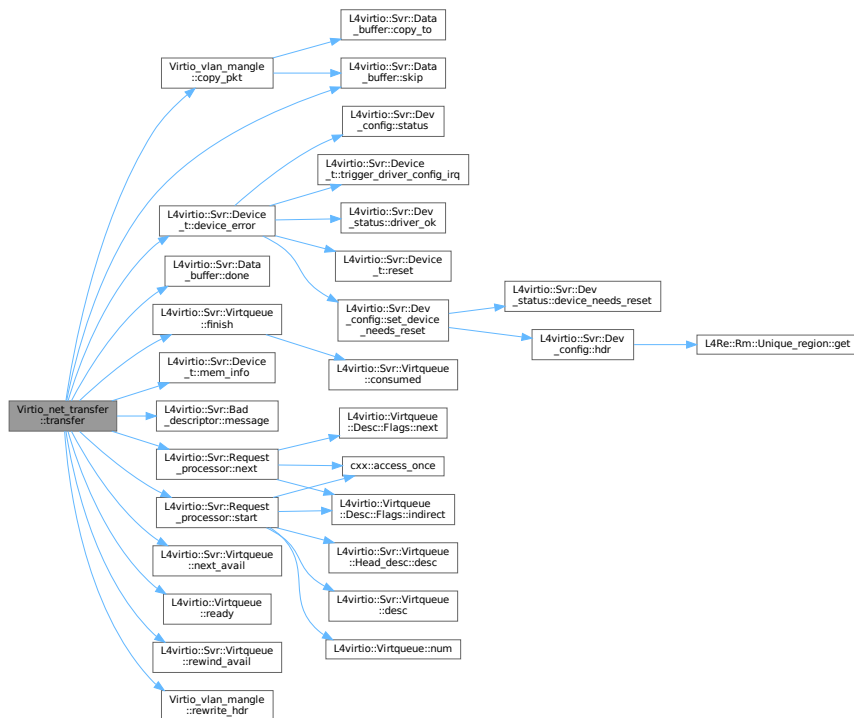 Virtio_net_transfer
::transfer
Virtio_vlan_mangle
::copy_pkt
L4virtio::Svr::Data
_buffer::copy_to
L4virtio::Svr::Data
_buffer::skip
L4virtio::Svr::Device
_t::device_error
L4virtio::Svr::Dev
_config::status
L4virtio::Svr::Device
_t::trigger_driver_config_irq
L4virtio::Svr::Dev
_status::driver_ok
L4virtio::Svr::Device
_t::reset
L4virtio::Svr::Dev
_config::set_device
_needs_reset
L4virtio::Svr::Dev
_status::device_needs_reset
L4virtio::Svr::Dev
_config::hdr
L4Re::Rm::Unique_region::get
L4virtio::Svr::Data
_buffer::done
L4virtio::Svr::Virtqueue
::finish
L4virtio::Svr::Virtqueue
::consumed
L4virtio::Svr::Device
_t::mem_info
L4virtio::Svr::Bad
_descriptor::message
L4virtio::Svr::Request
_processor::next
L4virtio::Virtqueue
::Desc::Flags::next
cxx::access_once
L4virtio::Virtqueue
::Desc::Flags::indirect
L4virtio::Svr::Request
_processor::start
L4virtio::Svr::Virtqueue
::Head_desc::desc
L4virtio::Svr::Virtqueue
::desc
L4virtio::Virtqueue::num
L4virtio::Svr::Virtqueue
::next_avail
L4virtio::Virtqueue
::ready
L4virtio::Svr::Virtqueue
::rewind_avail
Virtio_vlan_mangle
::rewrite_hdr